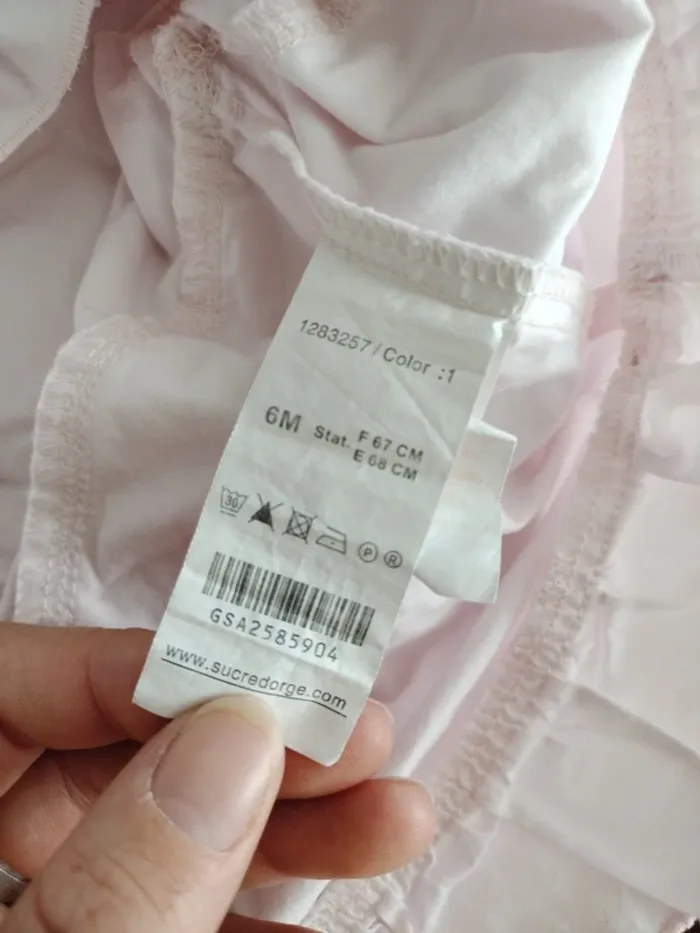 1283257/Color :1
6M Stat. F 67 CM
E 68 CM
30 P R
GSA2585904
www.sucredorge.com